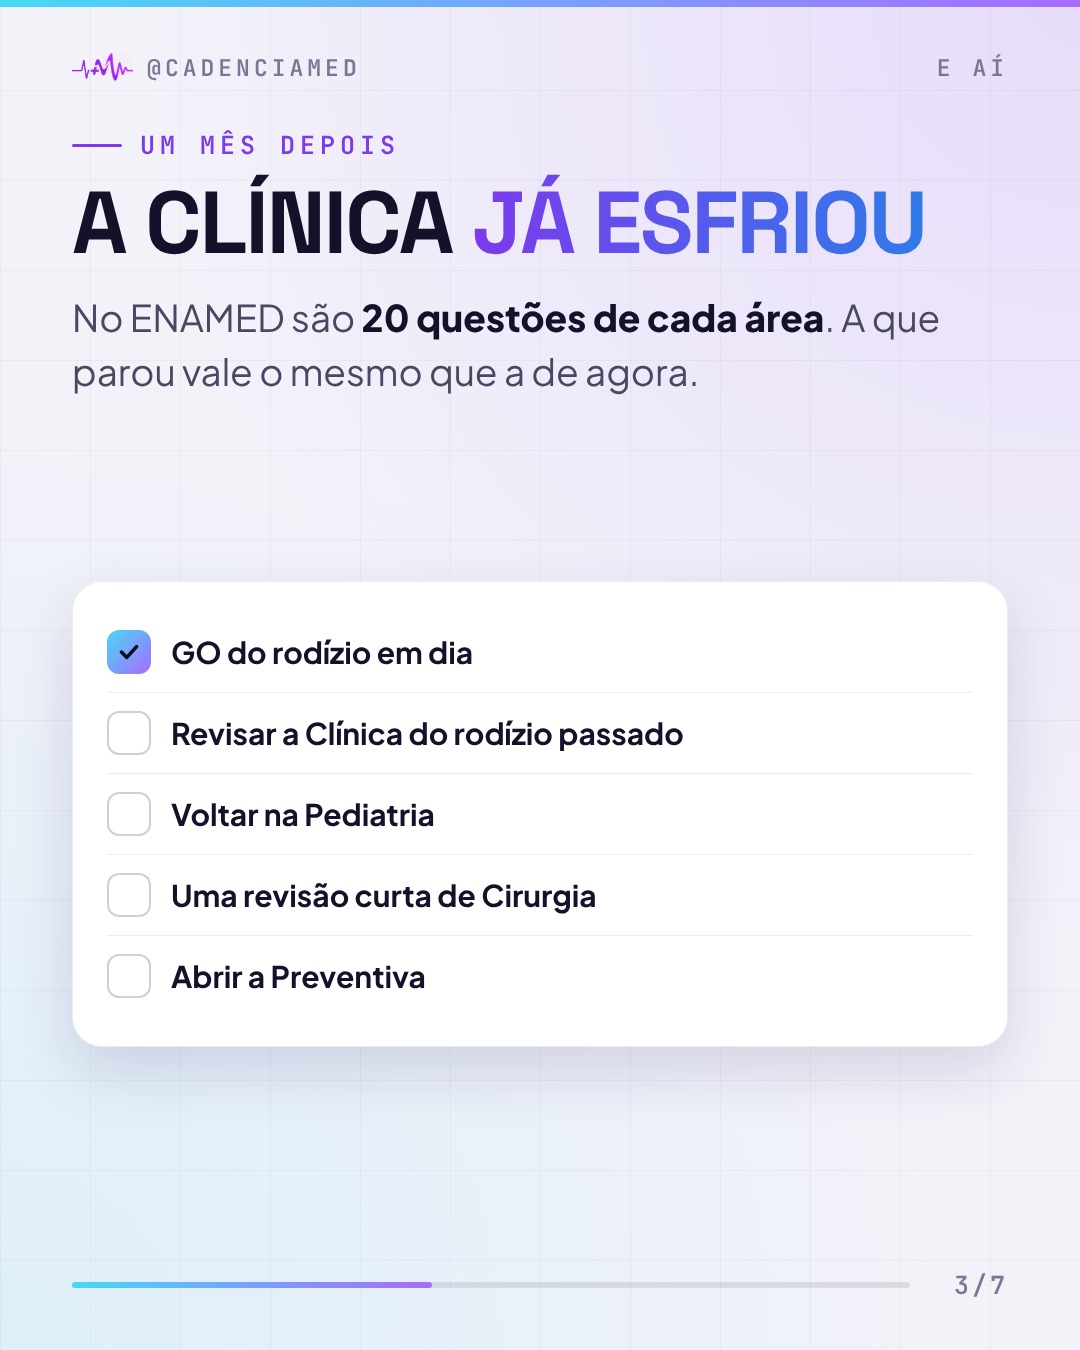 @CADENCIAMED
E AÍ
UM MÊS DEPOIS
A CLÍNICA JÁ ESFRIOU
No ENAMED são 20 questões de cada área. A que
parou vale o mesmo que a de agora.
GO do rodízio em dia
Revisar a Clínica do rodízio passado
Voltar na Pediatria
Uma revisão curta de Cirurgia
Abrir a Preventiva
3/7